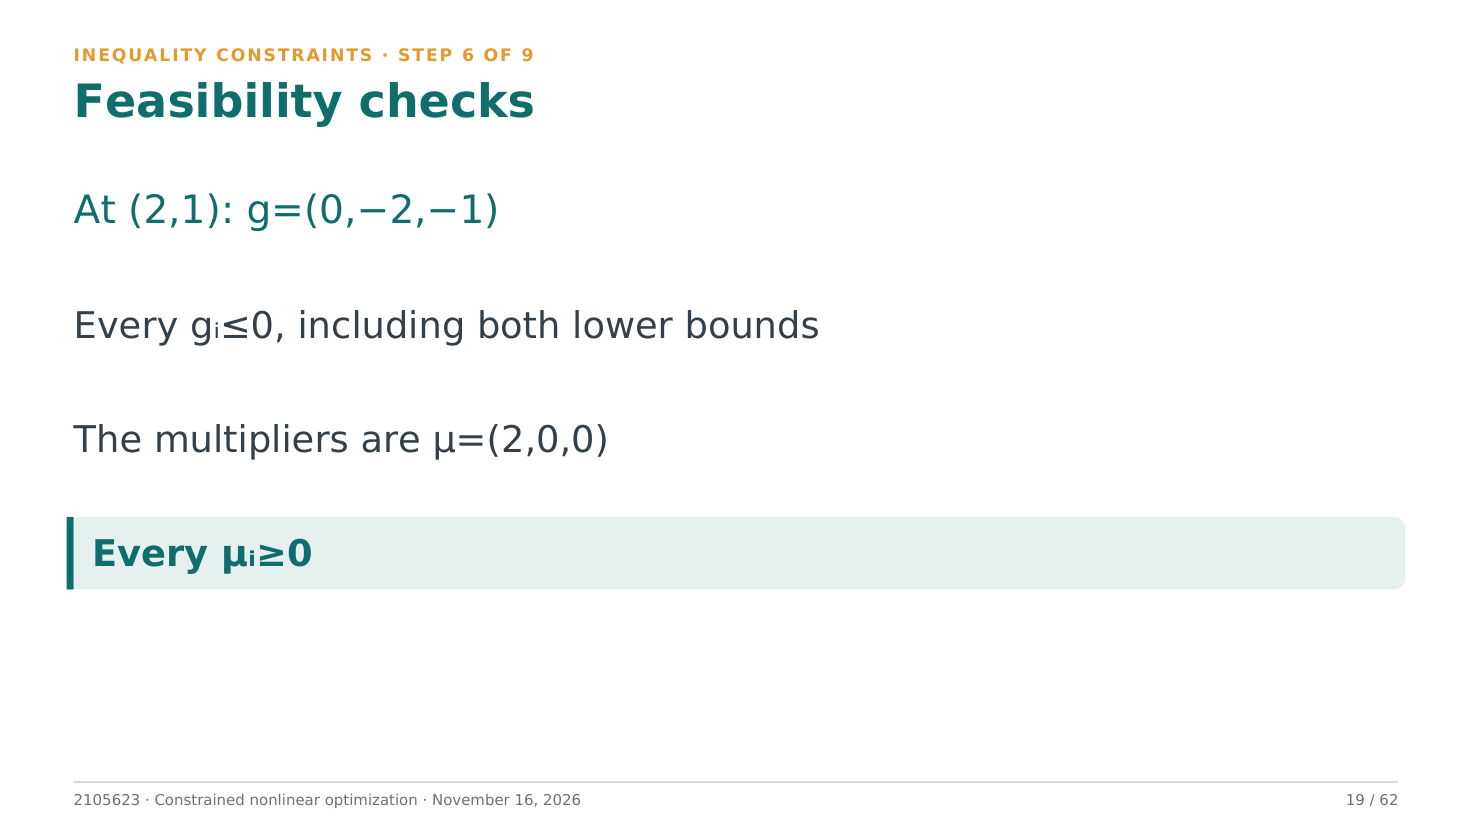 INEQUALITY CONSTRAINTS · STEP 6 OF 9
Feasibility checks
At (2,1): g=(0,−2,−1)
Every gᵢ≤0, including both lower bounds
The multipliers are μ=(2,0,0)
Every μᵢ≥0
2105623 · Constrained nonlinear optimization · November 16, 2026
19 / 62